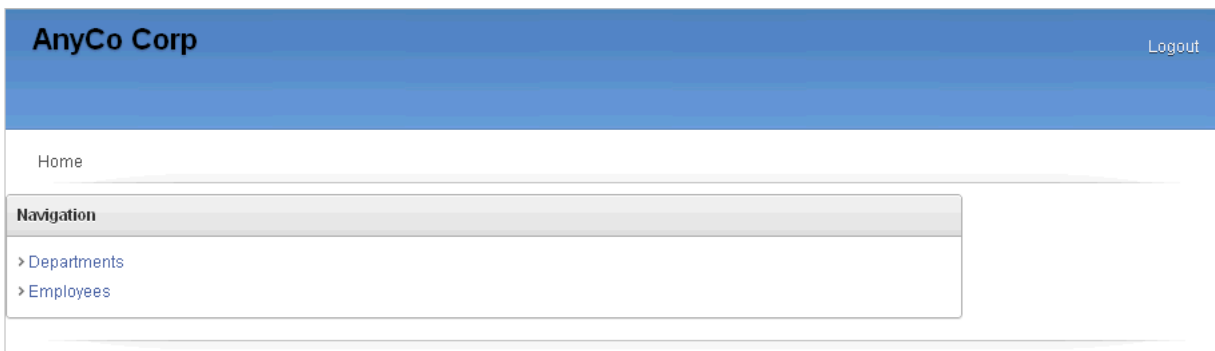 AnyCo Corp
Logout
Home
Navigation
Departments
Employees